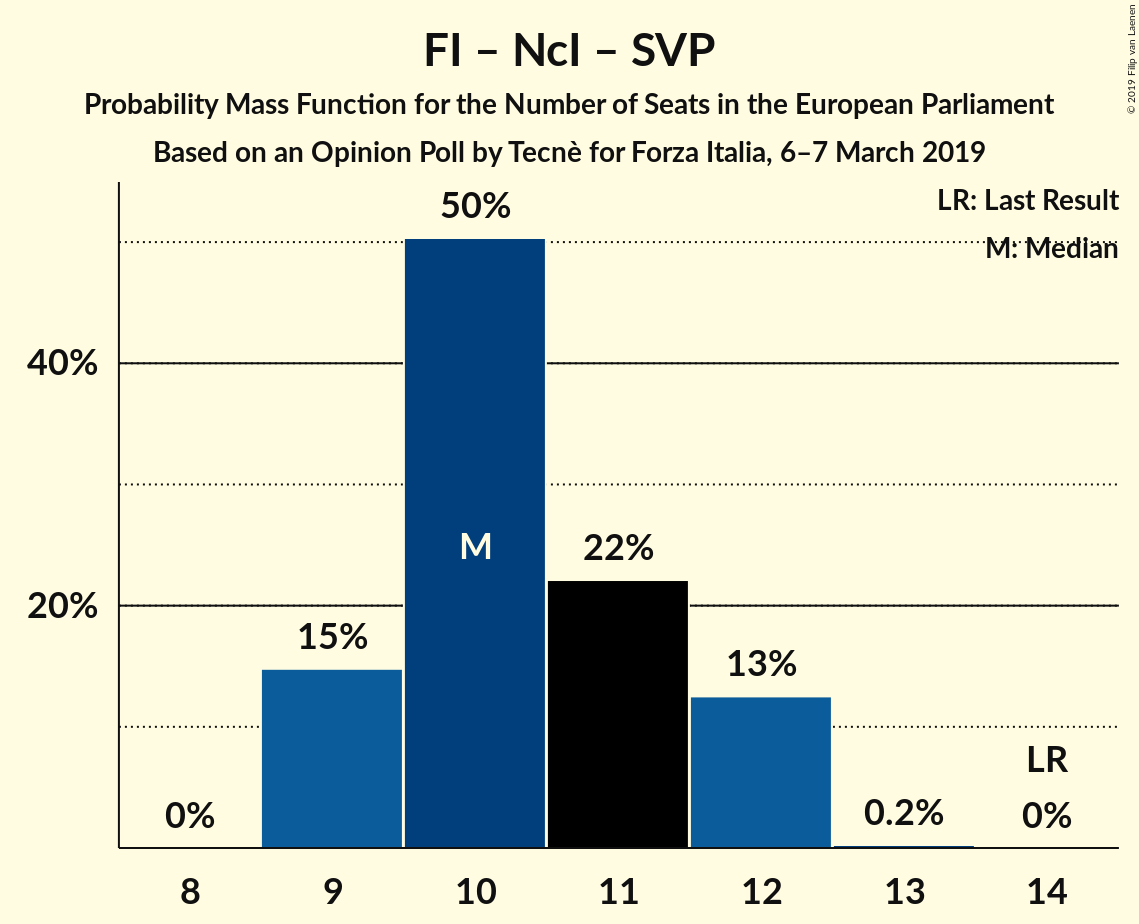 FI – NcI – SVP
Probability Mass Function for the Number of Seats in the European Parliament
Based on an Opinion Poll by Tecnè for Forza Italia, 6–7 March 2019
© 2019 Filip van Laenen
LR: Last Result
M: Median
50%
40%
M
22%
20%
15%
13%
LR
0%
0.2%
0%
8 9 10 11 12 13 14